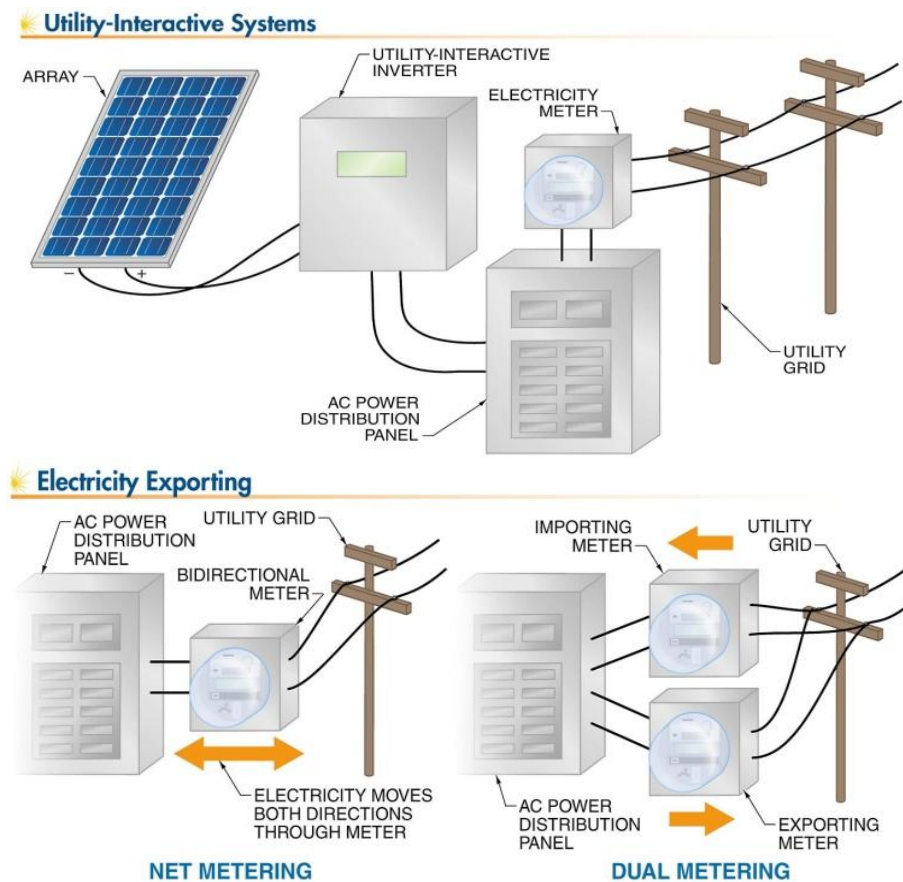 Utility-Interactive Systems
ARRAY
UTILITY-INTERACTIVE
INVERTER
ELECTRICITY
METER
− +
UTILITY
GRID
AC POWER
DISTRIBUTION
PANEL
Electricity Exporting
AC POWER
DISTRIBUTION
PANEL
UTILITY GRID
BIDIRECTIONAL
METER
ELECTRICITY MOVES
BOTH DIRECTIONS
THROUGH METER
NET METERING
IMPORTING
METER
UTILITY
GRID
AC POWER
DISTRIBUTION
PANEL
EXPORTING
METER
DUAL METERING